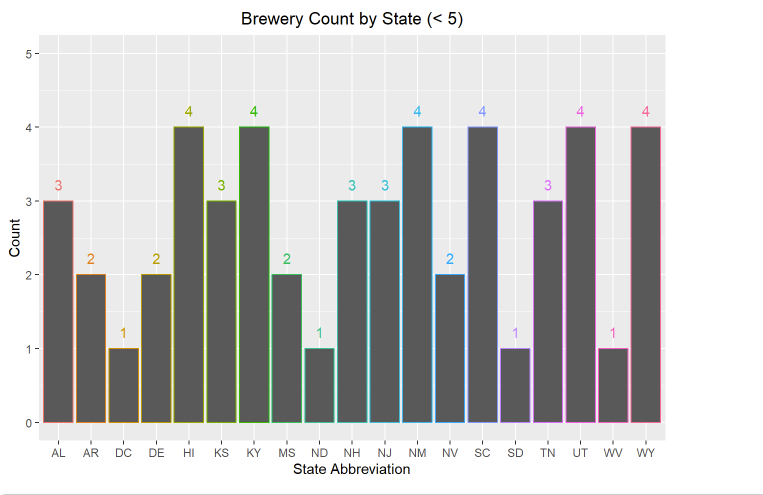 Brewery Count by State (< 5)
5
4 4 4 4 4 4
4
3 3 3 3 3
3
2 2 2 2
2
1 1 1 1
1
0
Count
AL AR DC DE HI KS KY MS ND NH NJ NM NV SC SD TN UT WV WY
State Abbreviation